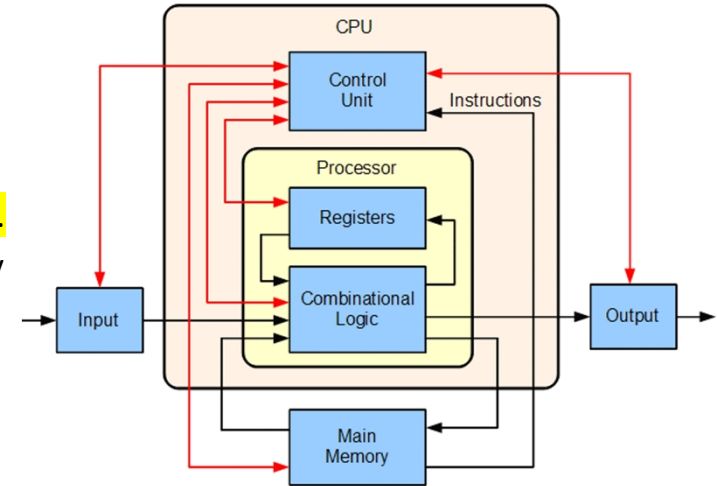 CPU
Control
Unit
Instructions
Processor
Registers
Combinational
Logic
Input
Output
Main
Memory